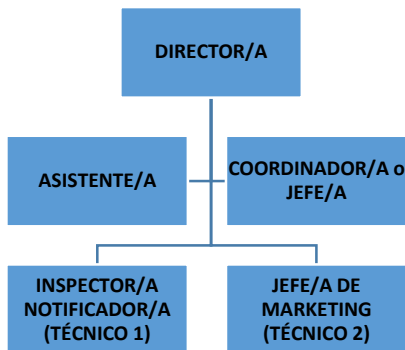 DIRECTOR/A
ASISTENTE/A
COORDINADOR/A o
JEFE/A
INSPECTOR/A
NOTIFICADOR/A
(TÉCNICO 1)
JEFE/A DE
MARKETING
(TÉCNICO 2)